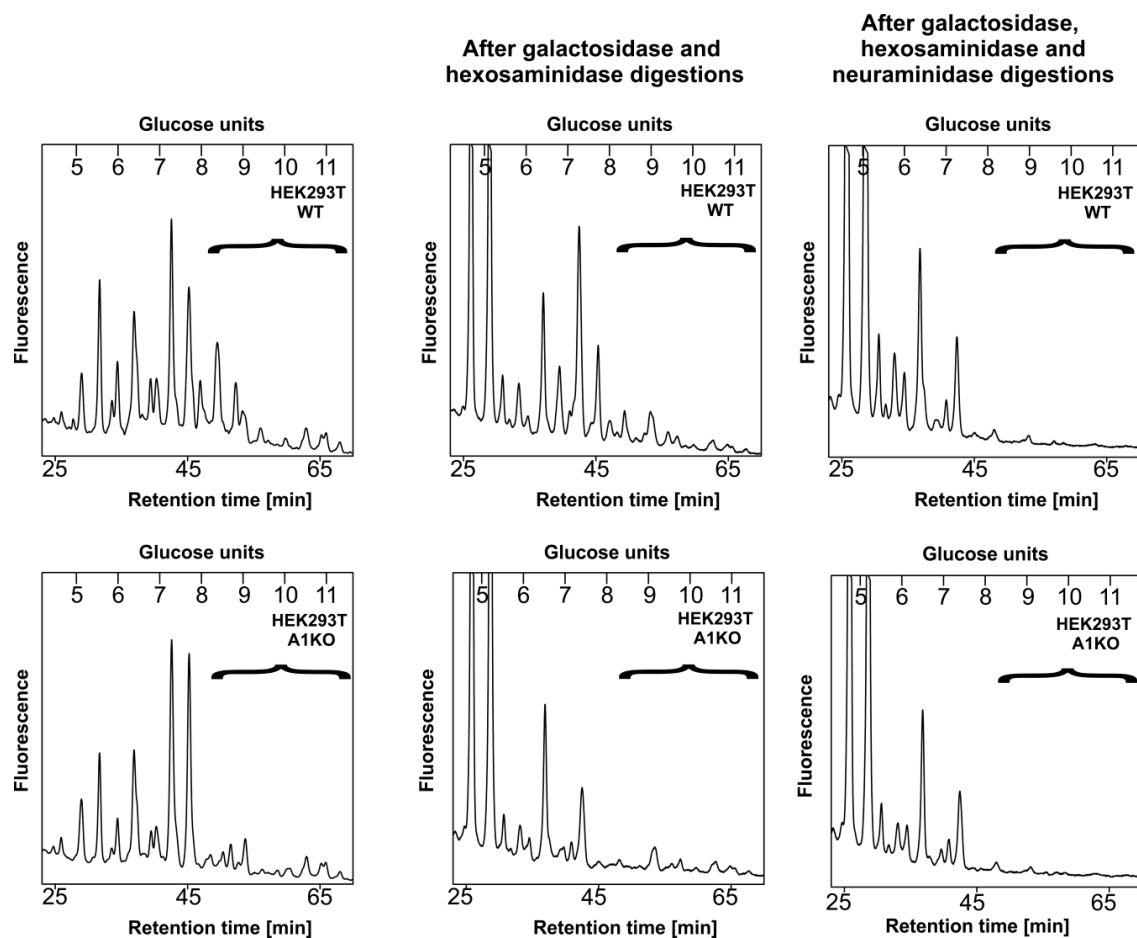 After galactosidase and
hexosaminidase digestions
After galactosidase,
hexosaminidase and
neuraminidase digestions
Glucose units
5 6 7 8 9 10 11
HEK293T
WT
Fluorescence
25 45 65
Retention time [min]
Glucose units
5 6 7 8 9 10 11
HEK293T
WT
Fluorescence
25 45 65
Retention time [min]
Glucose units
5 6 7 8 9 10 11
HEK293T
WT
Fluorescence
25 45 65
Retention time [min]
Glucose units
5 6 7 8 9 10 11
HEK293T
A1KO
Fluorescence
25 45 65
Retention time [min]
Glucose units
5 6 7 8 9 10 11
HEK293T
A1KO
Fluorescence
25 45 65
Retention time [min]
Glucose units
5 6 7 8 9 10 11
HEK293T
A1KO
Fluorescence
25 45 65
Retention time [min]